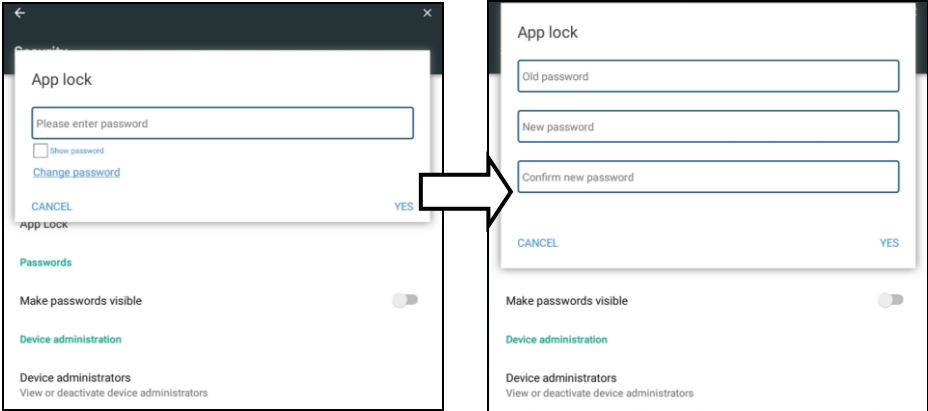 Security
App lock
Please enter password
Show password
Change password
CANCEL YES
App Lock
Passwords
Make passwords visible
Device administration
Device administrators
View or deactivate device administrators
App lock
Old password
New password
Confirm new password
CANCEL YES
Make passwords visible
Device administration
Device administrators
View or deactivate device administrators